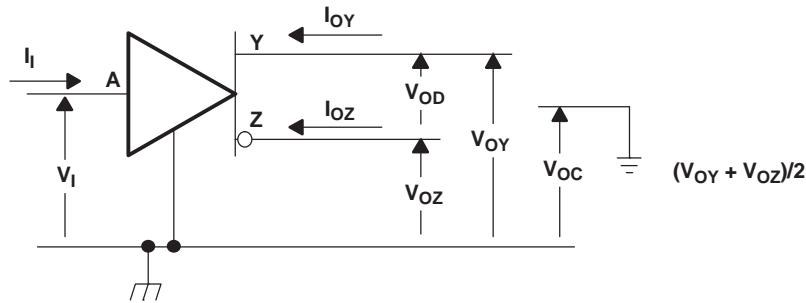 I_OY
Y
I_I
A
V_OD
Z
I_OZ
V_OY
V_I
V_OZ
V_OC
(V_OY + V_OZ)/2